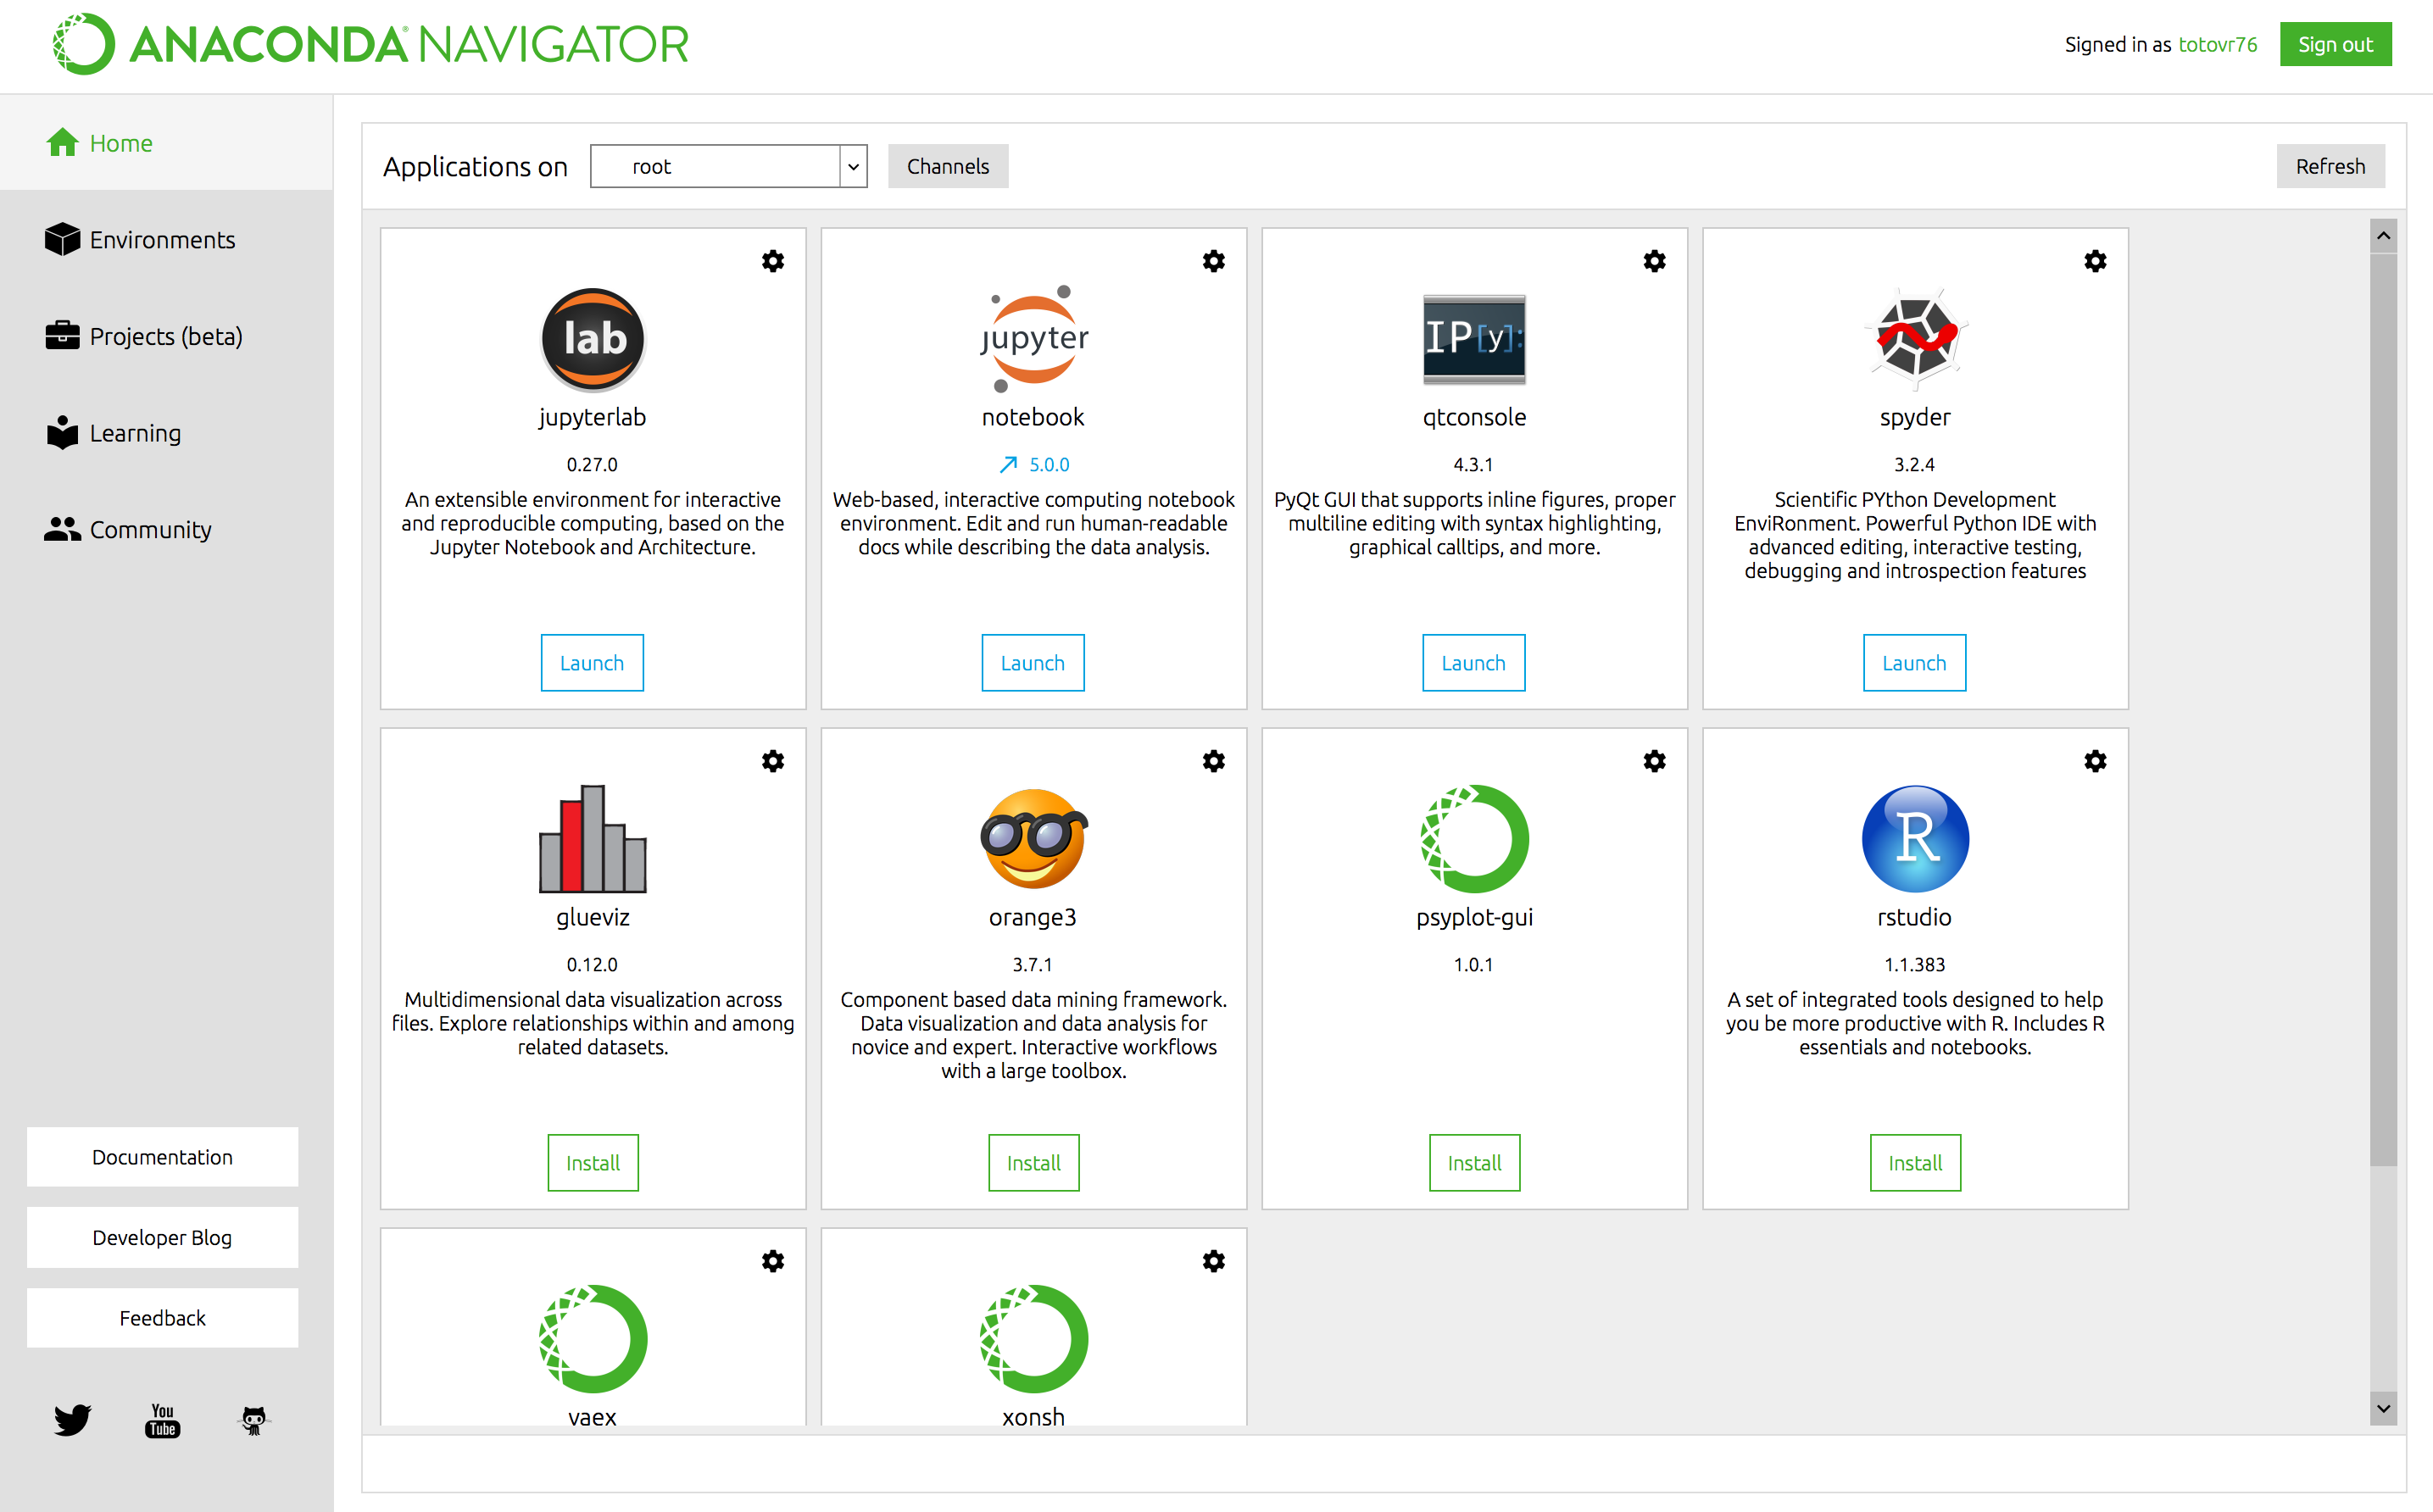 ANACONDA NAVIGATOR
Signed in as totovr76
Sign out
Home
Environments
Projects (beta)
Learning
Community
Documentation
Developer Blog
Feedback
You
Tube
Applications on
root
Channels
Refresh
lab
jupyterlab
0.27.0
An extensible environment for interactive
and reproducible computing, based on the
Jupyter Notebook and Architecture.
Launch
jupyter
notebook
5.0.0
Web-based, interactive computing notebook
environment. Edit and run human-readable
docs while describing the data analysis.
Launch
IP[y]:
qtconsole
4.3.1
PyQt GUI that supports inline figures, proper
multiline editing with syntax highlighting,
graphical calltips, and more.
Launch
spyder
3.2.4
Scientific PYthon Development
EnviRonment. Powerful Python IDE with
advanced editing, interactive testing,
debugging and introspection features
Launch
glueviz
0.12.0
Multidimensional data visualization across
files. Explore relationships within and among
related datasets.
Install
orange3
3.7.1
Component based data mining framework.
Data visualization and data analysis for
novice and expert. Interactive workflows
with a large toolbox.
Install
psyplot-gui
1.0.1
Install
R
rstudio
1.1.383
A set of integrated tools designed to help
you be more productive with R. Includes R
essentials and notebooks.
Install
vaex
xonsh